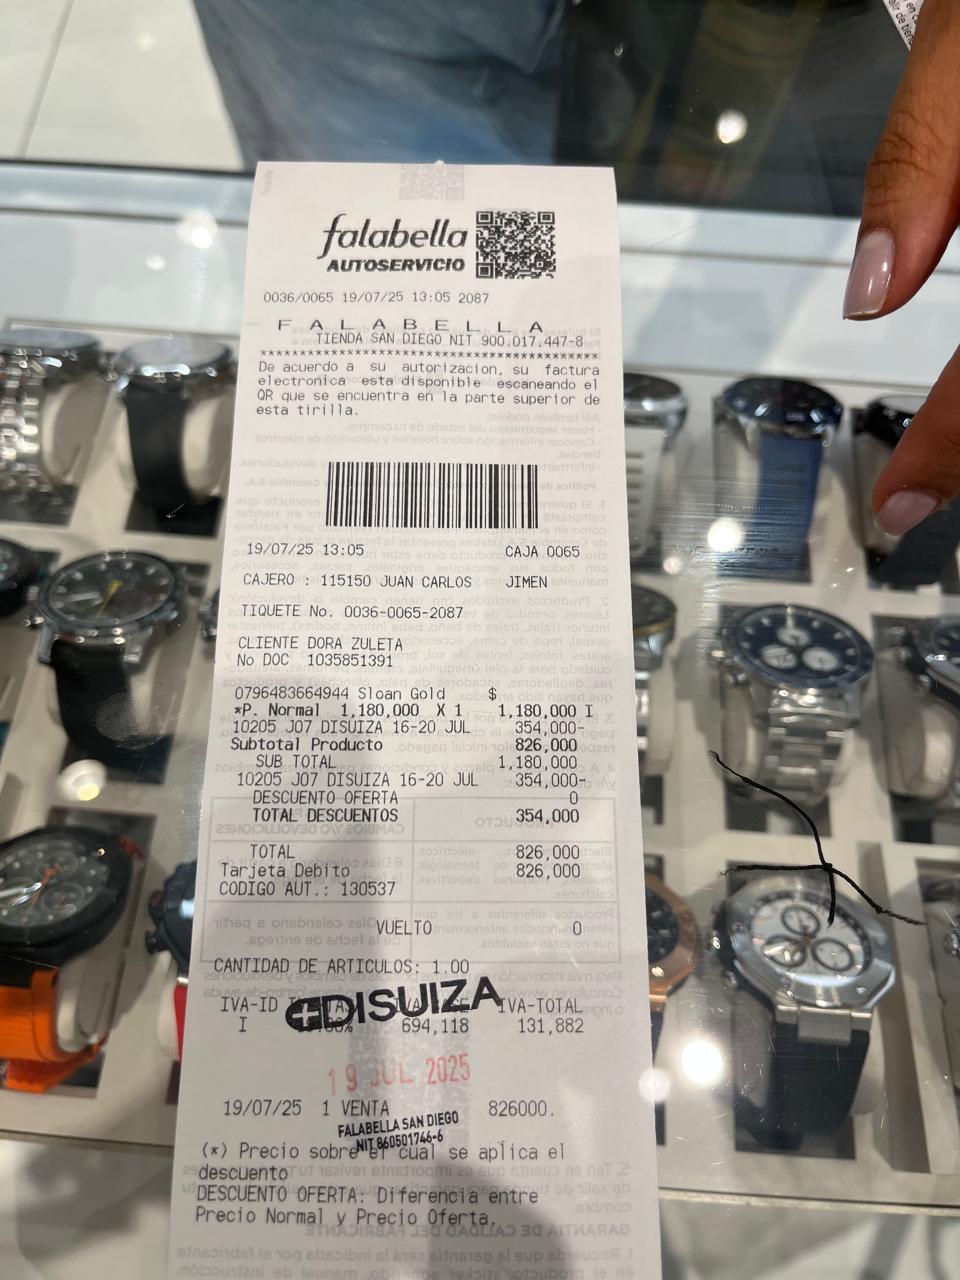 falabella
AUTOSERVICIO
0036/0065 19/07/25 13:05 2087
F A L A B E L L A
TIENDA SAN DIEGO NIT 900.017.447-8
******************************************
De acuerdo a su autorizacion, su factura
electronica esta disponible escaneando el
QR que se encuentra en la parte superior de
esta tirilla.
19/07/25 13:05 CAJA 0065
CAJERO : 115150 JUAN CARLOS JIMEN
TIQUETE No. 0036-0065-2087
CLIENTE DORA ZULETA
No DOC 1035851391
0796483664944 Sloan Gold $
*P. Normal 1,180,000 X 1 1,180,000 I
10205 J07 DISUIZA 16-20 JUL 354,000-
Subtotal Producto 826,000
SUB TOTAL 1,180,000
10205 J07 DISUIZA 16-20 JUL 354,000-
DESCUENTO OFERTA 0
TOTAL DESCUENTOS 354,000
TOTAL 826,000
Tarjeta Debito 826,000
CODIGO AUT.: 130537
VUELTO 0
CANTIDAD DE ARTICULOS: 1.00
IVA-ID IVA-TOTAL
DISUIZA
I 694,118 131,882
19 JUL 2025
19/07/25 1 VENTA 826000.
FALABELLA SAN DIEGO
NIT 860501746-6
(*) Precio sobre el cual se aplica el
descuento
DESCUENTO OFERTA: Diferencia entre
Precio Normal y Precio Oferta.